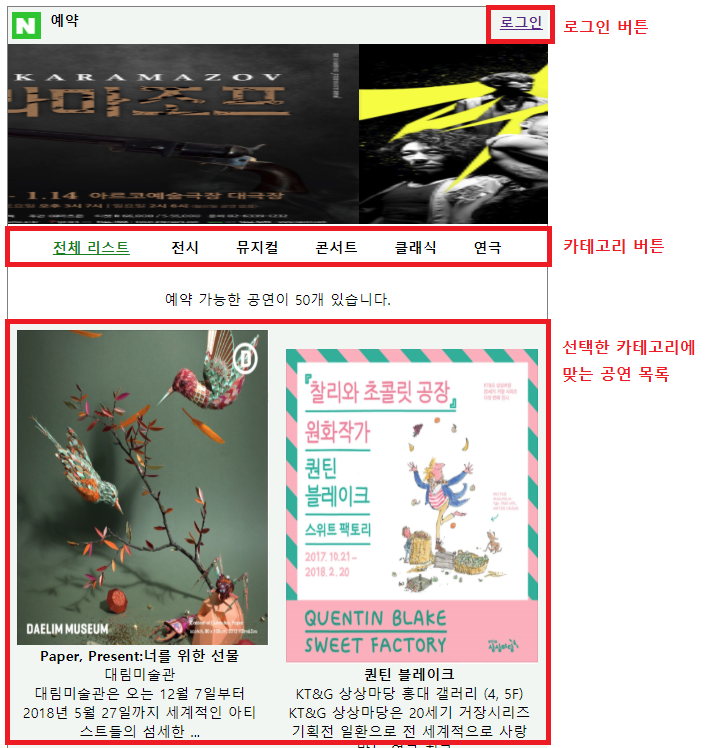 N 예약
로그인
로그인 버튼
KARAMAZOV
라마조프
1.14 아르코예술극장 대극장
전체 리스트 전시 뮤지컬 콘서트 클래식 연극
카테고리 버튼
예약 가능한 공연이 50개 있습니다.
선택한 카테고리에
맞는 공연 목록
D
DAELIM MUSEUM
Paper, Present:너를 위한 선물
대림미술관
대림미술관은 오는 12월 7일부터
2018년 5월 27일까지 세계적인 아티
스트들의 섬세한 ...
『찰리와 초콜릿 공장』
원화작가
퀀틴
블레이크
스위트 팩토리
2017. 10. 21 –
2018. 2. 20
QUENTIN BLAKE
SWEET FACTORY
상상마당
퀀틴 블레이크
KT&G 상상마당 홍대 갤러리 (4, 5F)
KT&G 상상마당은 20세기 거장시리즈
기획전 일환으로 전 세계적으로 사랑